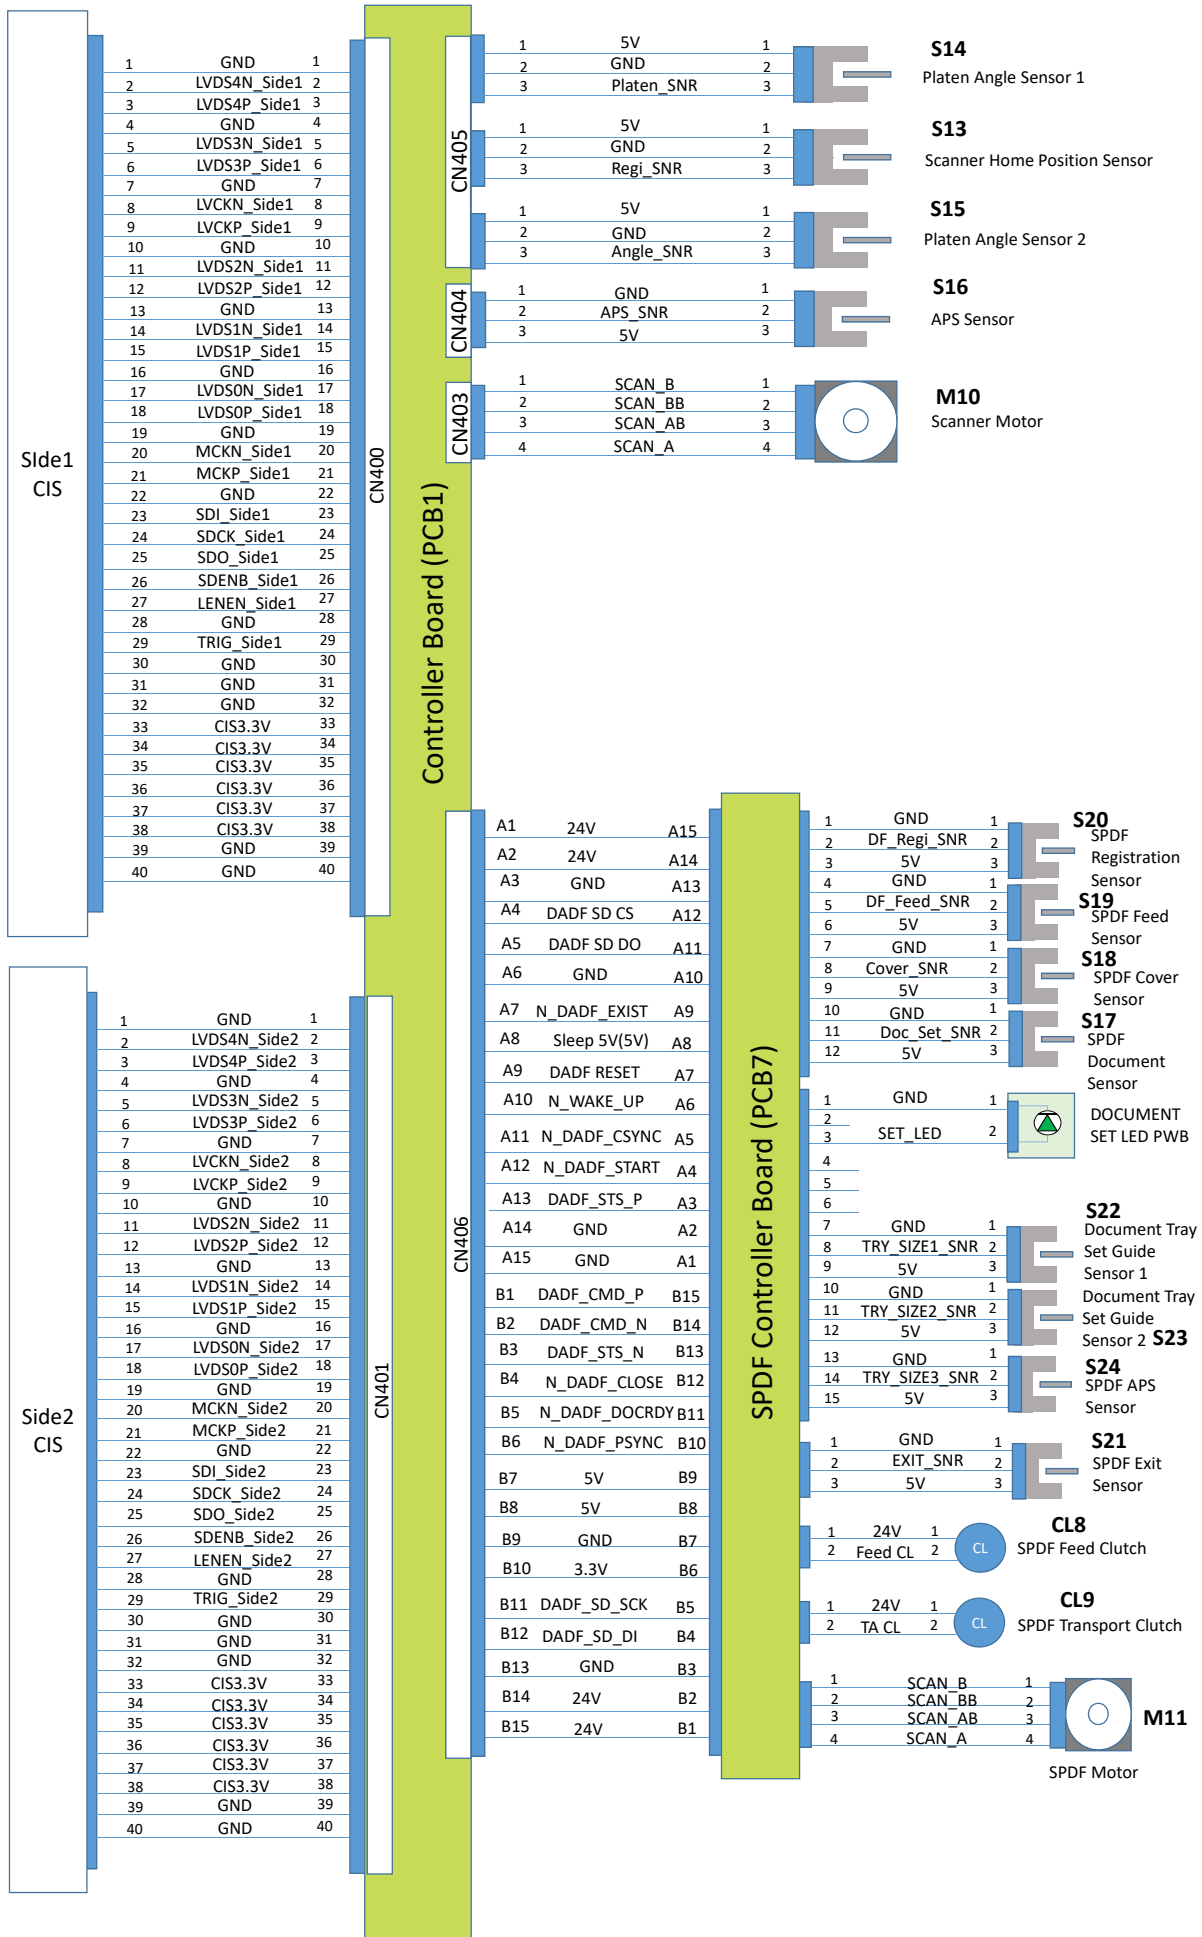 SIde1
CIS
1 GND 1
2 LVDS4N_Side1 2
3 LVDS4P_Side1 3
4 GND 4
5 LVDS3N_Side1 5
6 LVDS3P_Side1 6
7 GND 7
8 LVCKN_Side1 8
9 LVCKP_Side1 9
10 GND 10
11 LVDS2N_Side1 11
12 LVDS2P_Side1 12
13 GND 13
14 LVDS1N_Side1 14
15 LVDS1P_Side1 15
16 GND 16
17 LVDS0N_Side1 17
18 LVDS0P_Side1 18
19 GND 19
20 MCKN_Side1 20
21 MCKP_Side1 21
22 GND 22
23 SDI_Side1 23
24 SDCK_Side1 24
25 SDO_Side1 25
26 SDENB_Side1 26
27 LENEN_Side1 27
28 GND 28
29 TRIG_Side1 29
30 GND 30
31 GND 31
32 GND 32
33 CIS3.3V 33
34 CIS3.3V 34
35 CIS3.3V 35
36 CIS3.3V 36
37 CIS3.3V 37
38 CIS3.3V 38
39 GND 39
40 GND 40
CN400
Side2
CIS
1 GND 1
2 LVDS4N_Side2 2
3 LVDS4P_Side2 3
4 GND 4
5 LVDS3N_Side2 5
6 LVDS3P_Side2 6
7 GND 7
8 LVCKN_Side2 8
9 LVCKP_Side2 9
10 GND 10
11 LVDS2N_Side2 11
12 LVDS2P_Side2 12
13 GND 13
14 LVDS1N_Side2 14
15 LVDS1P_Side2 15
16 GND 16
17 LVDS0N_Side2 17
18 LVDS0P_Side2 18
19 GND 19
20 MCKN_Side2 20
21 MCKP_Side2 21
22 GND 22
23 SDI_Side2 23
24 SDCK_Side2 24
25 SDO_Side2 25
26 SDENB_Side2 26
27 LENEN_Side2 27
28 GND 28
29 TRIG_Side2 29
30 GND 30
31 GND 31
32 GND 32
33 CIS3.3V 33
34 CIS3.3V 34
35 CIS3.3V 35
36 CIS3.3V 36
37 CIS3.3V 37
38 CIS3.3V 38
39 GND 39
40 GND 40
CN401
Controller Board (PCB1)
CN405
1 5V 1
2 GND 2
3 Platen_SNR 3
S14
Platen Angle Sensor 1
1 5V 1
2 GND 2
3 Regi_SNR 3
S13
Scanner Home Position Sensor
1 5V 1
2 GND 2
3 Angle_SNR 3
S15
Platen Angle Sensor 2
CN404
1 GND 1
2 APS_SNR 2
3 5V 3
S16
APS Sensor
CN403
1 SCAN_B 1
2 SCAN_BB 2
3 SCAN_AB 3
4 SCAN_A 4
M10
Scanner Motor
CN406
A1 24V A15
A2 24V A14
A3 GND A13
A4 DADF SD CS A12
A5 DADF SD DO A11
A6 GND A10
A7 N_DADF_EXIST A9
A8 Sleep 5V(5V) A8
A9 DADF RESET A7
A10 N_WAKE_UP A6
A11 N_DADF_CSYNC A5
A12 N_DADF_START A4
A13 DADF_STS_P A3
A14 GND A2
A15 GND A1
B1 DADF_CMD_P B15
B2 DADF_CMD_N B14
B3 DADF_STS_N B13
B4 N_DADF_CLOSE B12
B5 N_DADF_DOCRDY B11
B6 N_DADF_PSYNC B10
B7 5V B9
B8 5V B8
B9 GND B7
B10 3.3V B6
B11 DADF_SD_SCK B5
B12 DADF_SD_DI B4
B13 GND B3
B14 24V B2
B15 24V B1
SPDF Controller Board (PCB7)
1 GND 1
2 DF_Regi_SNR 2
3 5V 3
S20
SPDF
Registration
Sensor
4 GND 1
5 DF_Feed_SNR 2
6 5V 3
S19
SPDF Feed
Sensor
7 GND 1
8 Cover_SNR 2
9 5V 3
S18
SPDF Cover
Sensor
10 GND 1
11 Doc_Set_SNR 2
12 5V 3
S17
SPDF
Document
Sensor
1 GND 1
2
3 SET_LED 2
DOCUMENT
SET LED PWB
4
5
6
7 GND 1
8 TRY_SIZE1_SNR 2
9 5V 3
S22
Document Tray
Set Guide
Sensor 1
10 GND 1
11 TRY_SIZE2_SNR 2
12 5V 3
Document Tray
Set Guide
Sensor 2 S23
13 GND 1
14 TRY_SIZE3_SNR 2
15 5V 3
S24
SPDF APS
Sensor
1 GND 1
2 EXIT_SNR 2
3 5V 3
S21
SPDF Exit
Sensor
1 24V 1
2 Feed CL 2
CL
CL8
SPDF Feed Clutch
1 24V 1
2 TA CL 2
CL
CL9
SPDF Transport Clutch
1 SCAN_B 1
2 SCAN_BB 2
3 SCAN_AB 3
4 SCAN_A 4
M11
SPDF Motor